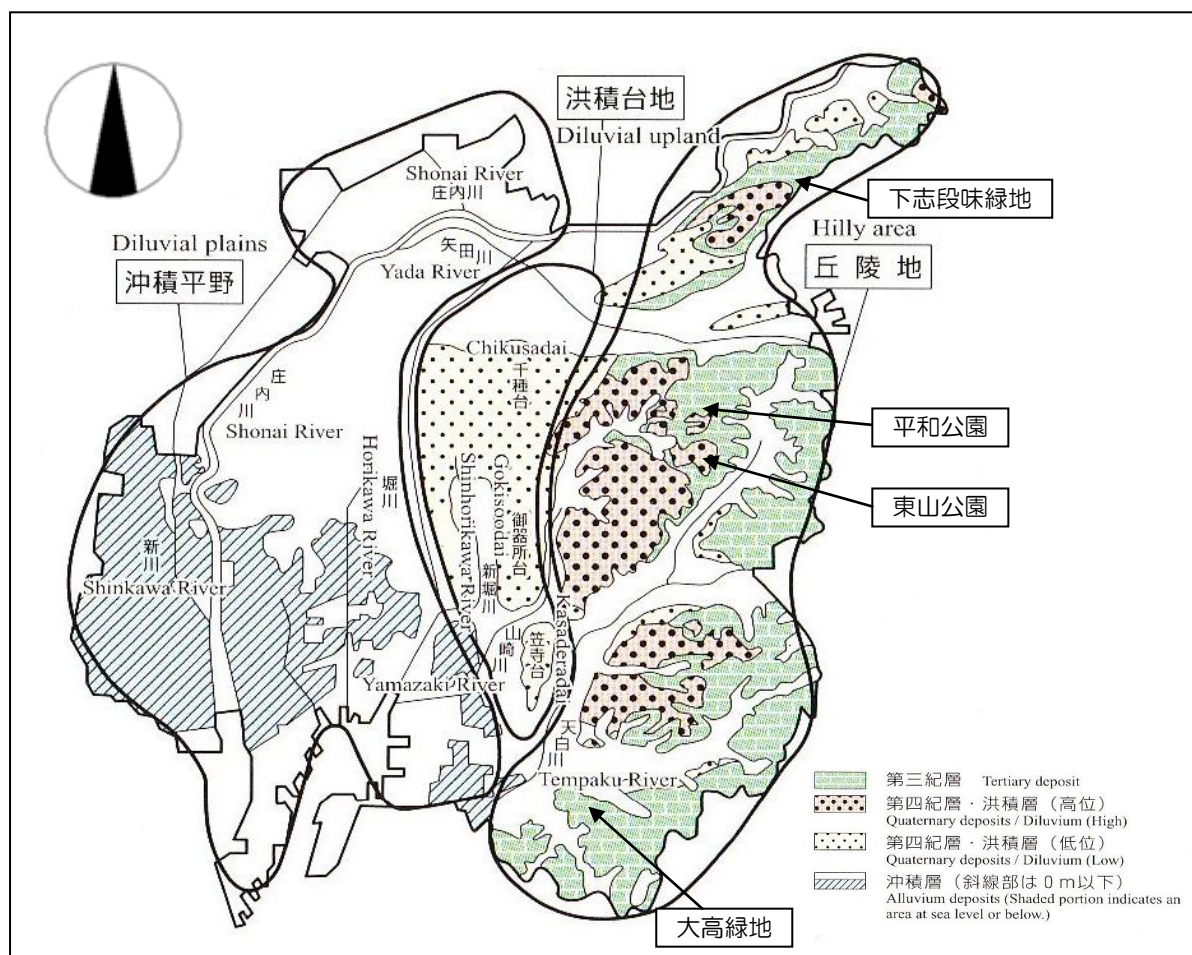 洪積台地
Diluvial upland
Shonai River
庄内川
下志段味緑地
Diluvial plains
沖積平野
矢田川
Yada River
Hilly area
丘陵地
Chikusadai
千種台
庄内川
Shonai River
平和公園
東山公園
堀川
Horikawa River
Shinhorikawa River
新堀川
Gokisoodai
御器所台
新川
Shinkawa River
山崎川
Yamazaki River
笠寺台
Kasaderadai
天白川
Tempaku River
大高緑地
第三紀層 Tertiary deposit
第四紀層・洪積層（高位）
Quaternary deposits / Diluvium (High)
第四紀層・洪積層（低位）
Quaternary deposits / Diluvium (Low)
沖積層（斜線部は０ｍ以下）
Alluvium deposits (Shaded portion indicates an
area at sea level or below.)